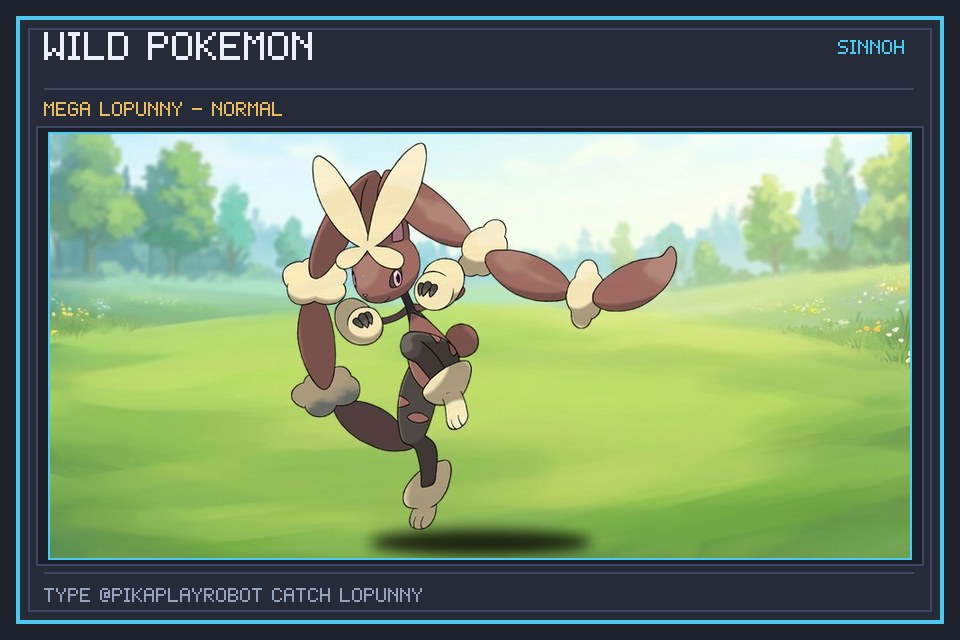 WILD POKEMON
SINNOH
MEGA LOPUNNY - NORMAL
TYPE @PIKAPLAYROBOT CATCH LOPUNNY